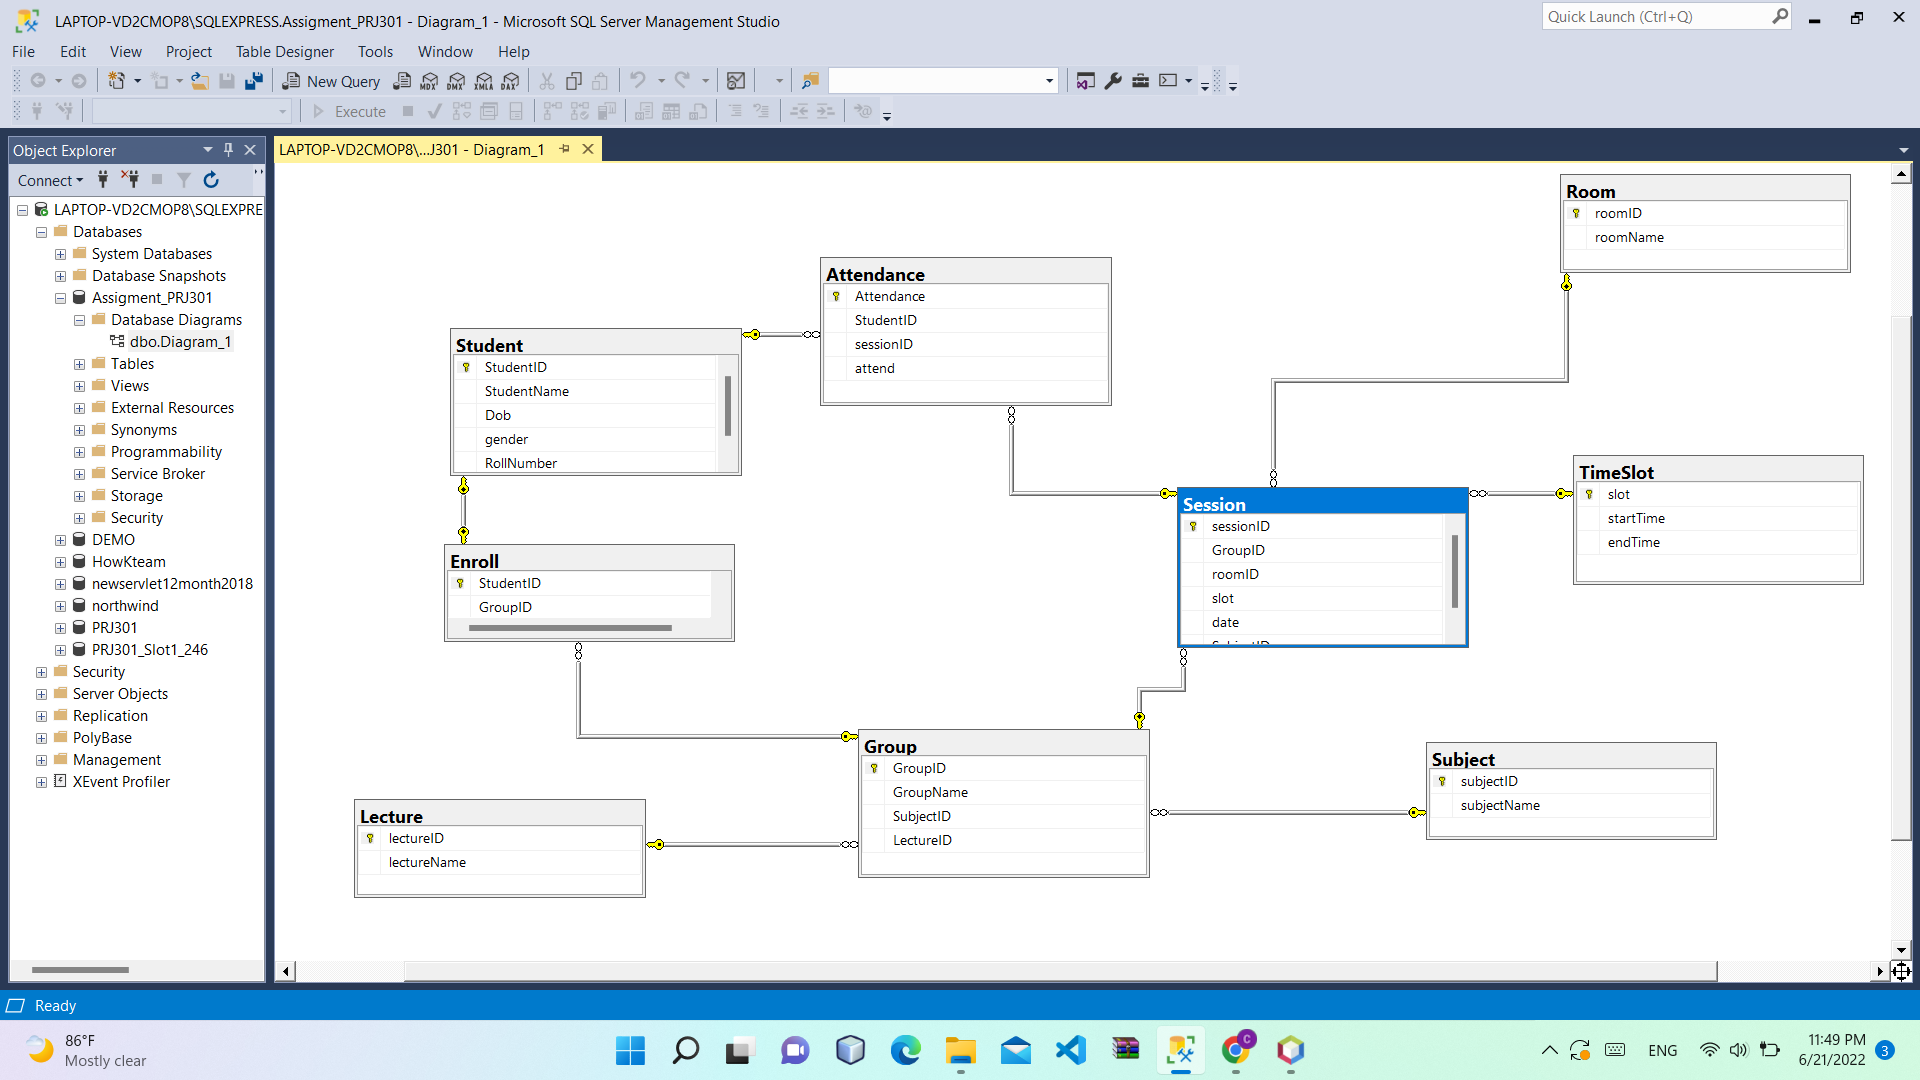 LAPTOP-VD2CMOP8\SQLEXPRESS.Assigment_PRJ301 - Diagram_1 - Microsoft SQL Server Management Studio
Quick Launch (Ctrl+Q)
File Edit View Project Table Designer Tools Window Help
New Query MDX DMX XMLA DAX
Execute
Object Explorer
Connect
LAPTOP-VD2CMOP8\SQLEXPRE
Databases
System Databases
Database Snapshots
Assigment_PRJ301
Database Diagrams
dbo.Diagram_1
Tables
Views
External Resources
Synonyms
Programmability
Service Broker
Storage
Security
DEMO
HowKteam
newservlet12month2018
northwind
PRJ301
PRJ301_Slot1_246
Security
Server Objects
Replication
PolyBase
Management
XEvent Profiler
LAPTOP-VD2CMOP8\...J301 - Diagram_1
Room
roomID
roomName
Attendance
Attendance
StudentID
sessionID
attend
Student
StudentID
StudentName
Dob
gender
RollNumber
TimeSlot
slot
startTime
endTime
Session
sessionID
GroupID
roomID
slot
date
SubjectID
Enroll
StudentID
GroupID
Group
GroupID
GroupName
SubjectID
LectureID
Subject
subjectID
subjectName
Lecture
lectureID
lectureName
Ready
86°F
Mostly clear
C
ENG
11:49 PM
6/21/2022
3